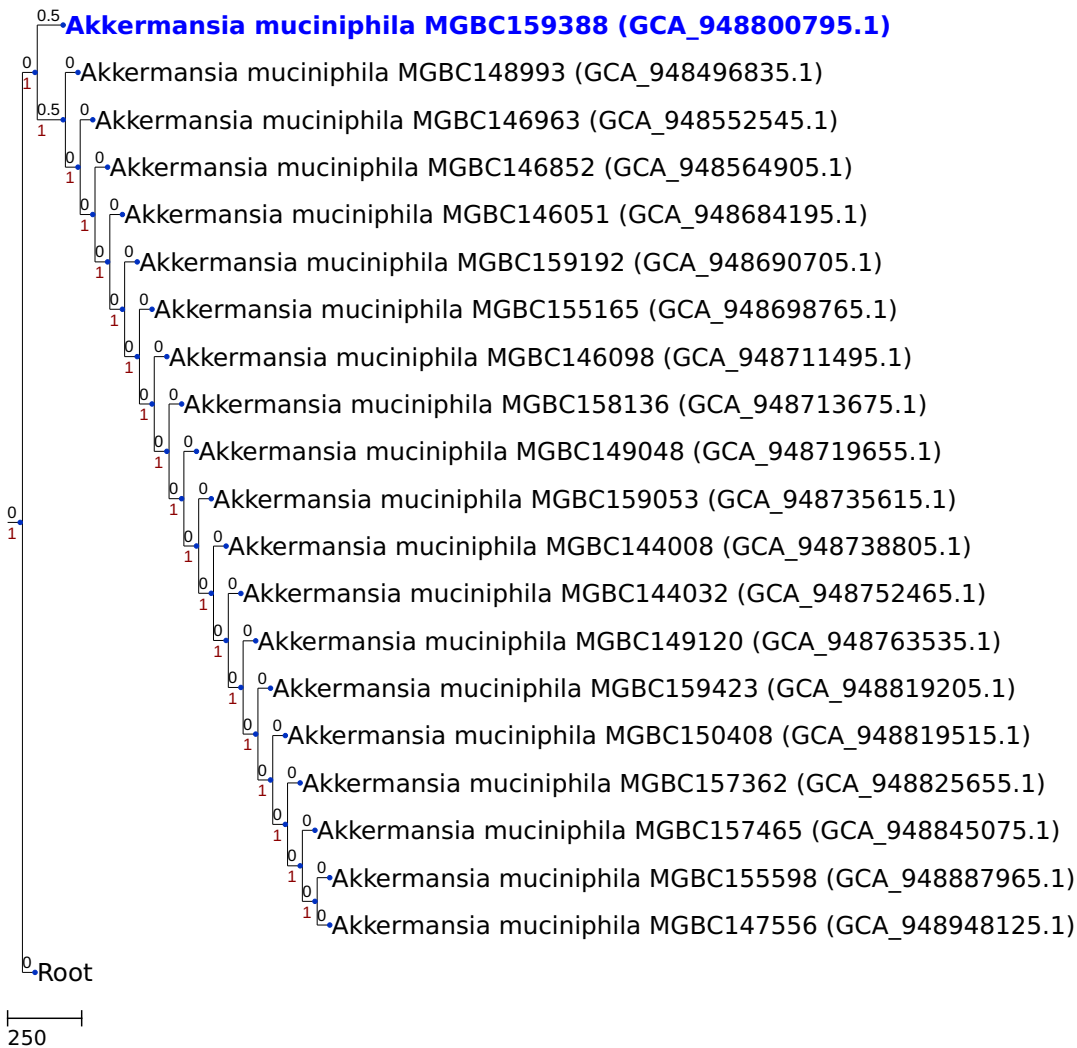 0.5 Akkermansia muciniphila MGBC159388 (GCA_948800795.1)
0 0 Akkermansia muciniphila MGBC148993 (GCA_948496835.1)
1
0.5 0 Akkermansia muciniphila MGBC146963 (GCA_948552545.1)
1
0 0 Akkermansia muciniphila MGBC146852 (GCA_948564905.1)
1
0 0 Akkermansia muciniphila MGBC146051 (GCA_948684195.1)
1
0 0 Akkermansia muciniphila MGBC159192 (GCA_948690705.1)
1
0 0 Akkermansia muciniphila MGBC155165 (GCA_948698765.1)
1
0 0 Akkermansia muciniphila MGBC146098 (GCA_948711495.1)
1
0 0 Akkermansia muciniphila MGBC158136 (GCA_948713675.1)
1
0 0 Akkermansia muciniphila MGBC149048 (GCA_948719655.1)
1
0 0 Akkermansia muciniphila MGBC159053 (GCA_948735615.1)
1
0 0 0 Akkermansia muciniphila MGBC144008 (GCA_948738805.1)
1 1
0 0 Akkermansia muciniphila MGBC144032 (GCA_948752465.1)
1
0 0 Akkermansia muciniphila MGBC149120 (GCA_948763535.1)
1
0 0 Akkermansia muciniphila MGBC159423 (GCA_948819205.1)
1
0 0 Akkermansia muciniphila MGBC150408 (GCA_948819515.1)
1
0 0 Akkermansia muciniphila MGBC157362 (GCA_948825655.1)
1
0 0 Akkermansia muciniphila MGBC157465 (GCA_948845075.1)
1
0 0 Akkermansia muciniphila MGBC155598 (GCA_948887965.1)
1
0 0 Akkermansia muciniphila MGBC147556 (GCA_948948125.1)
1
0 Root
250